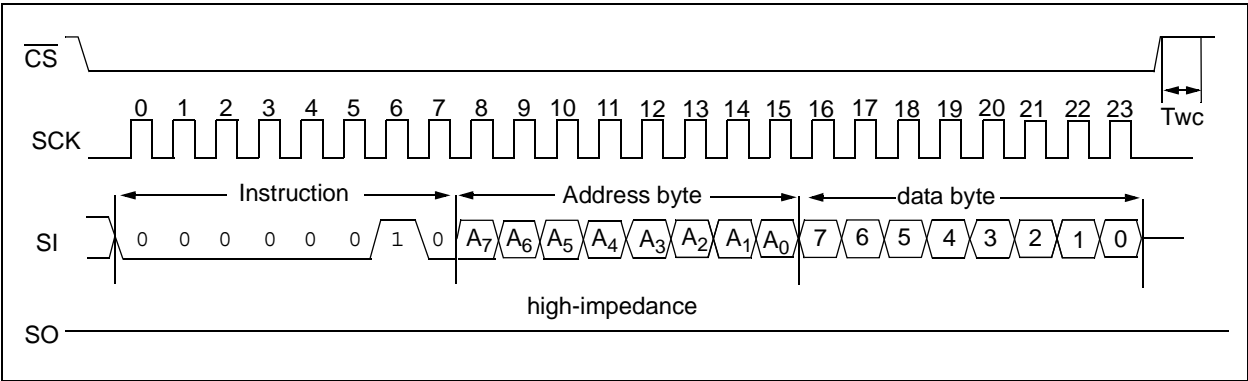 CS
0 1 2 3 4 5 6 7 8 9 10 11 12 13 14 15 16 17 18 19 20 21 22 23
Twc
SCK
Instruction Address byte data byte
SI 0 0 0 0 0 0 1 0 A7 A6 A5 A4 A3 A2 A1 A0 7 6 5 4 3 2 1 0
high-impedance
SO